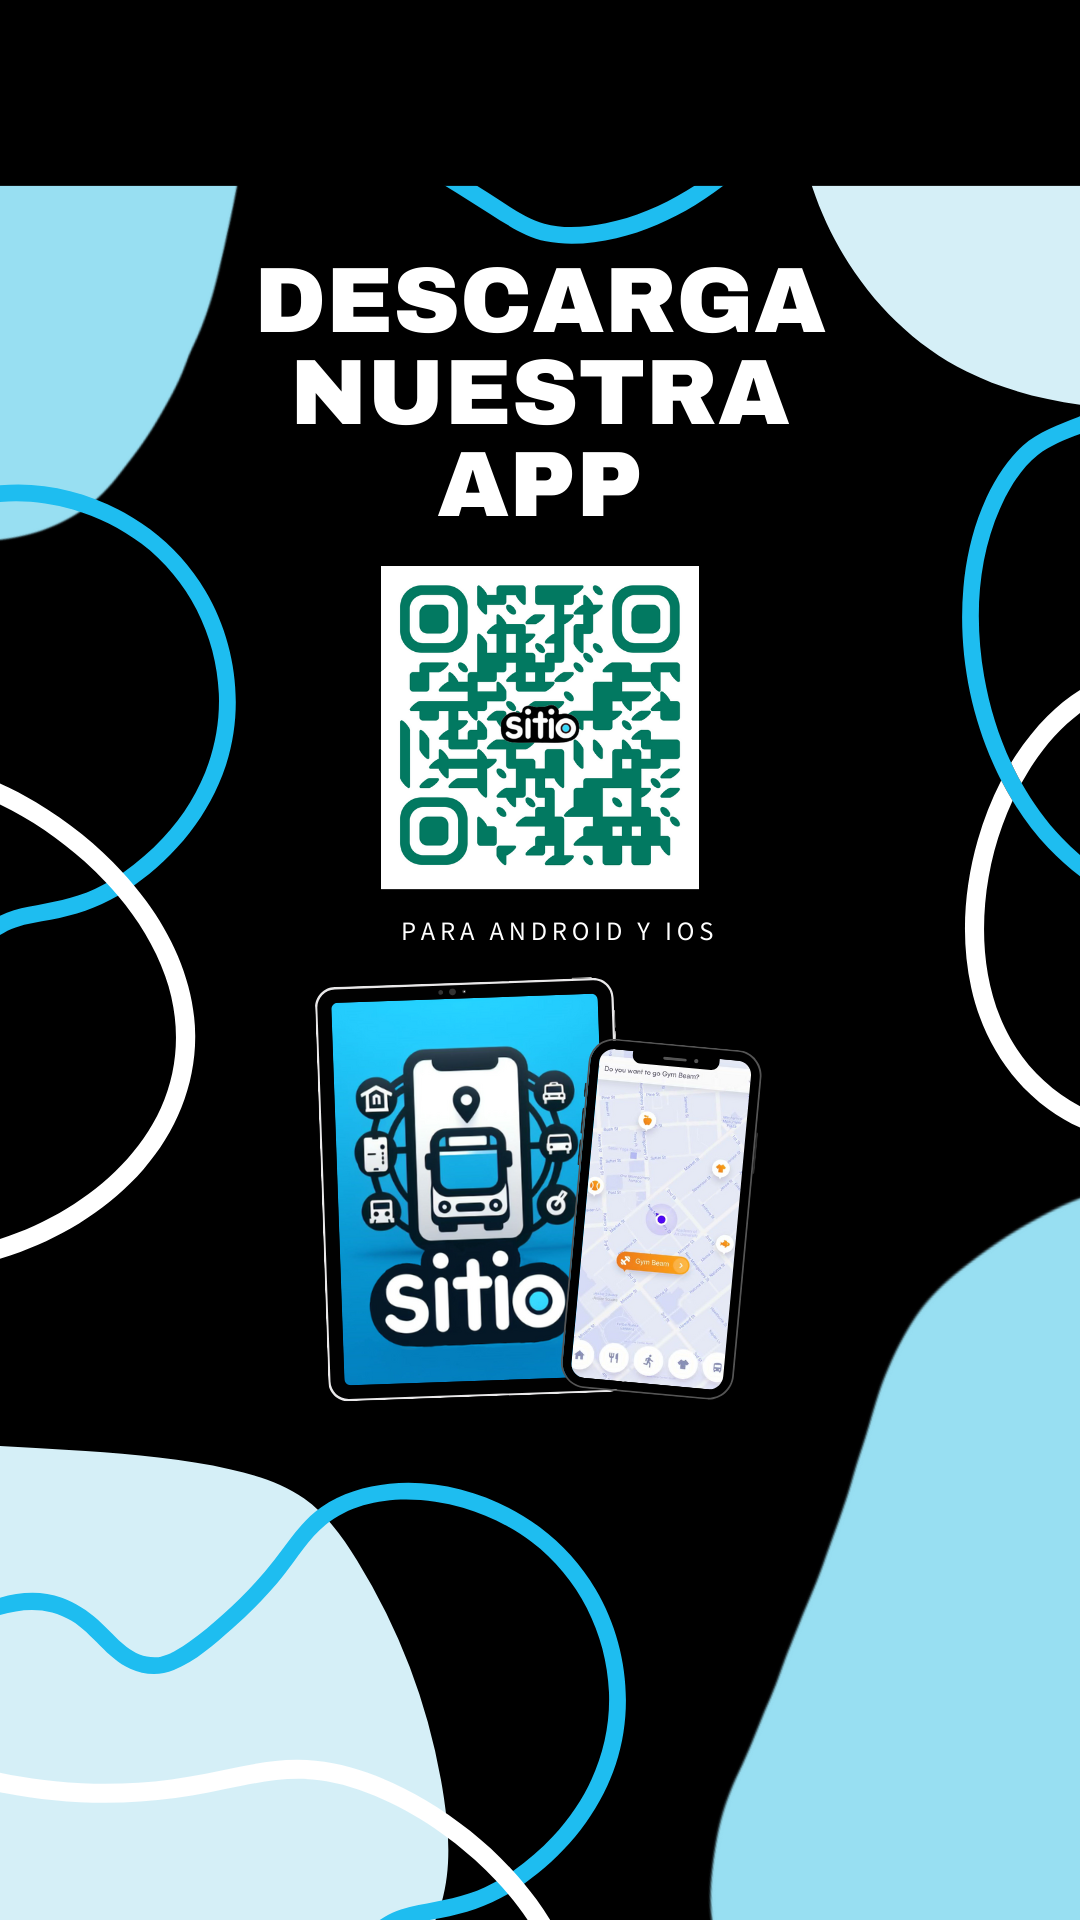 DESCARGA
NUESTRA
APP
sitio
PARA ANDROID Y IOS
Do you want to go Gym Beam?
sitio
Gym Beam